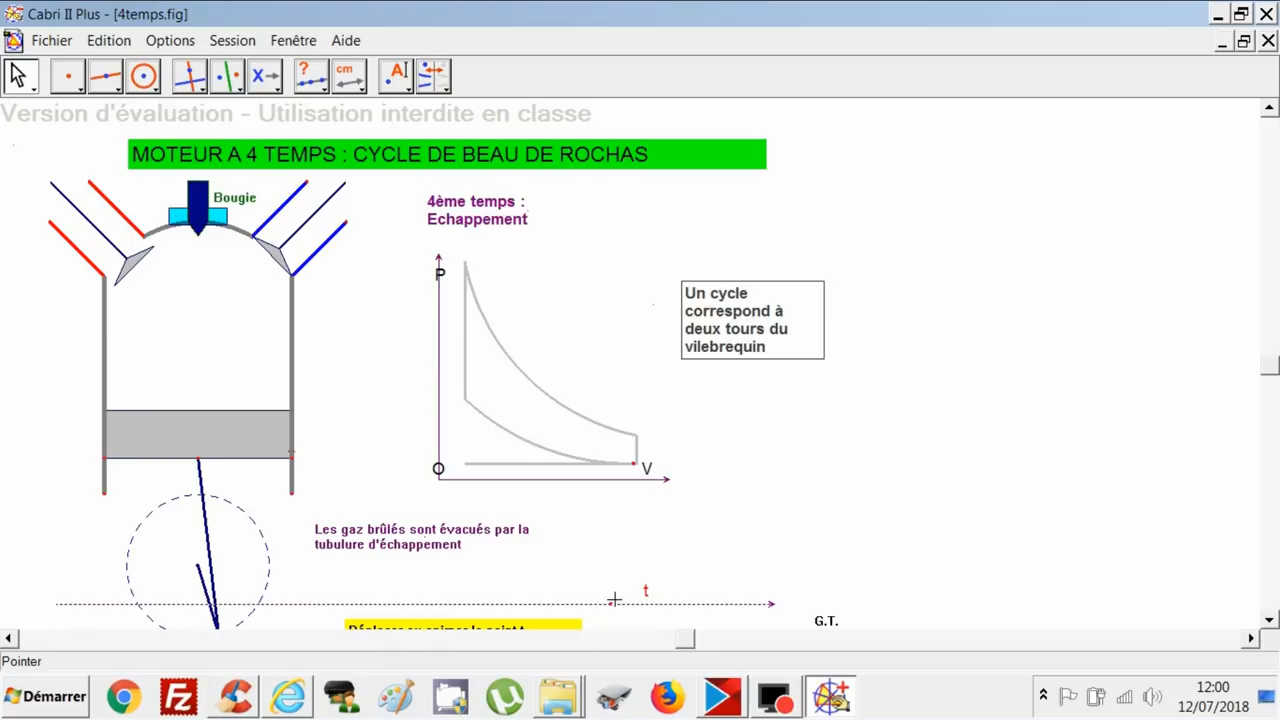 Cabri II Plus - [4temps.fig]
Fichier Edition Options Session Fenêtre Aide
? cm A
X
Version d'évaluation - Utilisation interdite en classe
MOTEUR A 4 TEMPS : CYCLE DE BEAU DE ROCHAS
Bougie
4ème temps :
Echappement
P
Un cycle
correspond à
deux tours du
vilebrequin
O
V
Les gaz brûlés sont évacués par la
tubulure d'échappement
t
G.T.
Pointer
Démarrer
12:00
12/07/2018